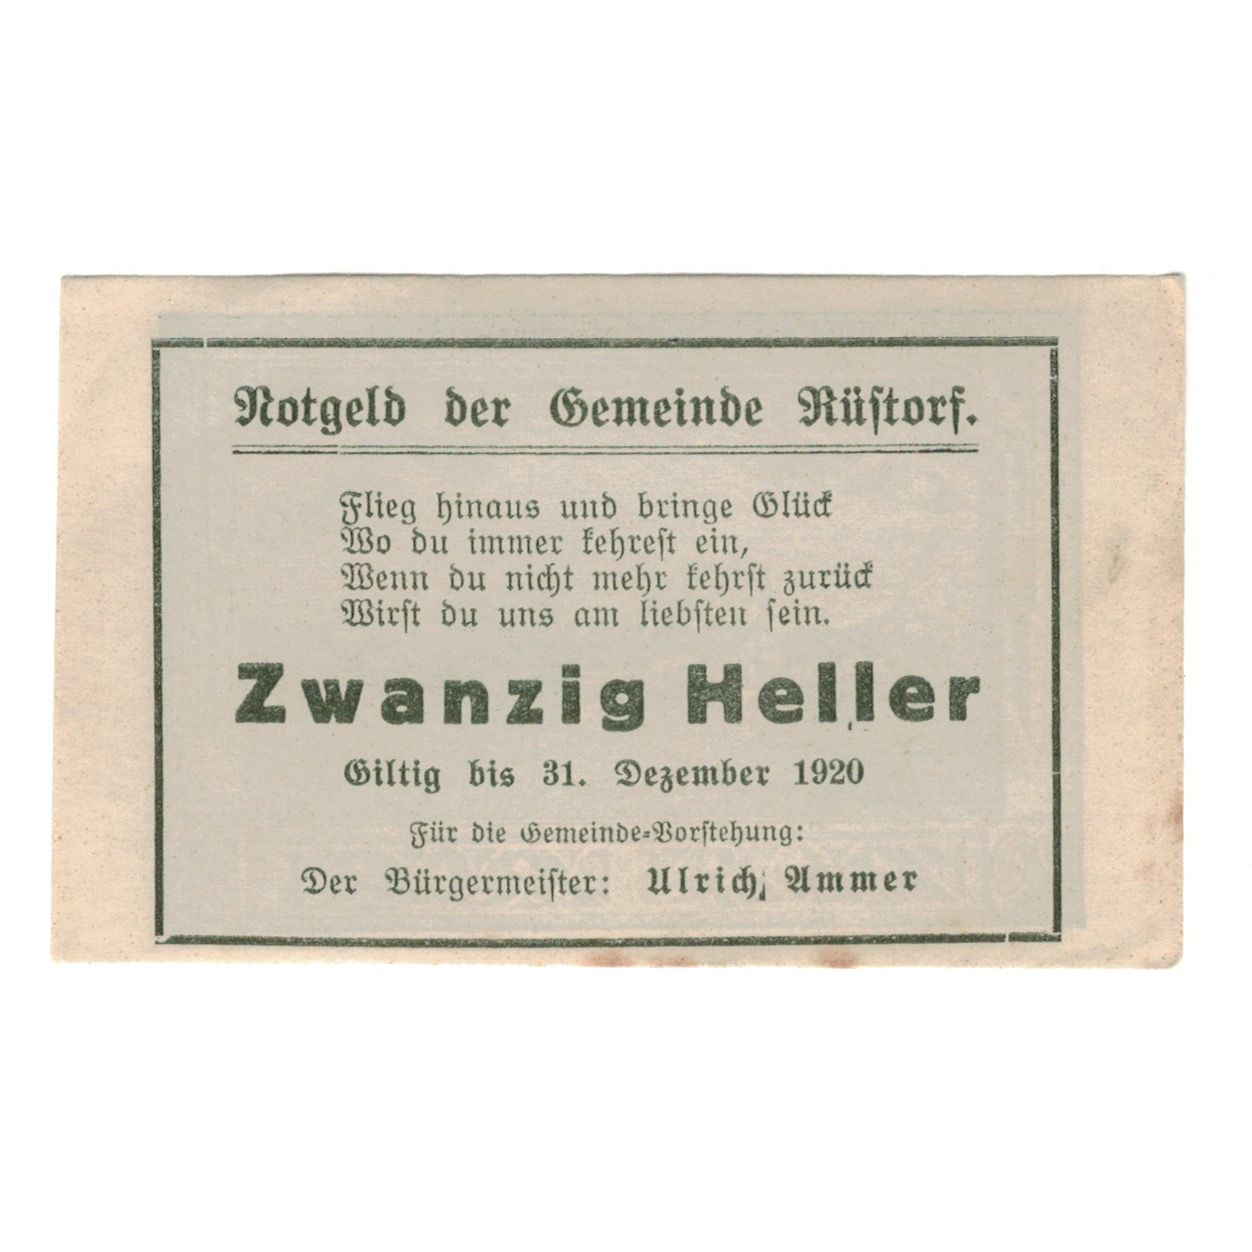 Notgeld der Gemeinde Rüstorf.
Flieg hinaus und bringe Glück
Wo du immer kehrest ein,
Wenn du nicht mehr kehrst zurück
Wirst du uns am liebsten sein.
Zwanzig Heller
Giltig bis 31. Dezember 1920
Für die Gemeinde-Vorstehung:
Der Bürgermeister: Ulrich Ammer